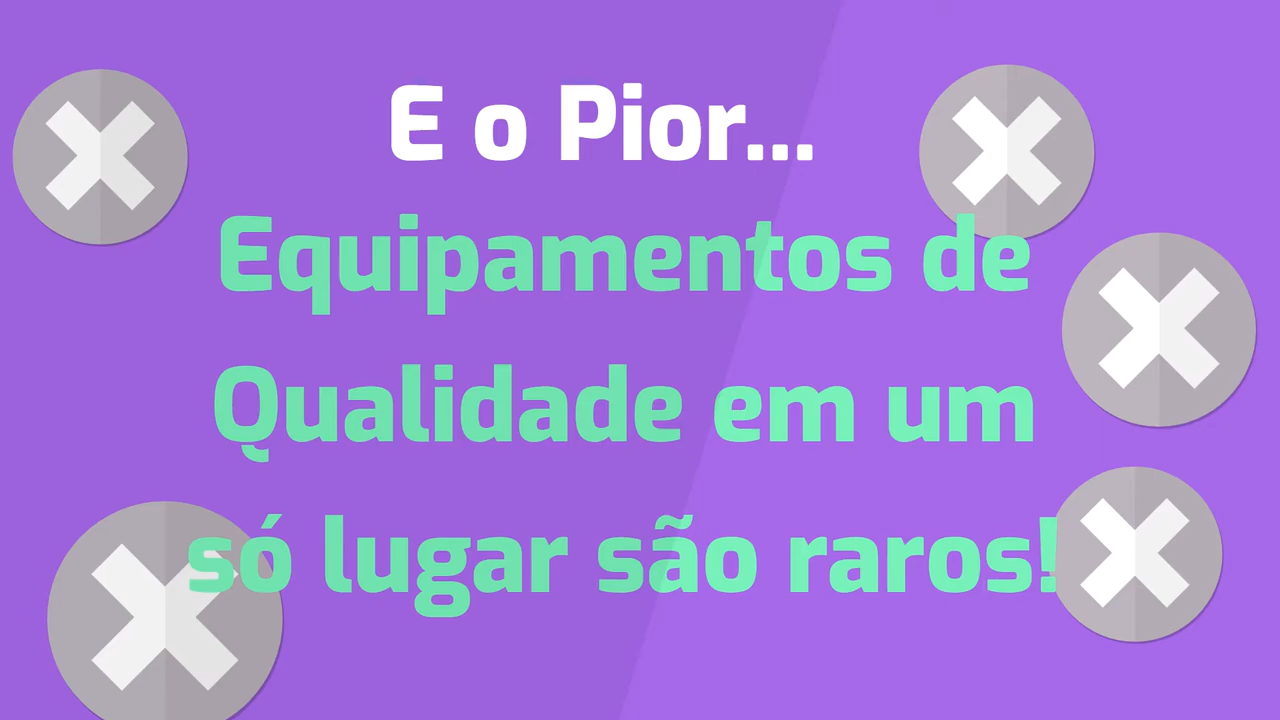 E o Pior...
Equipamentos de
Qualidade em um
só lugar são raros!